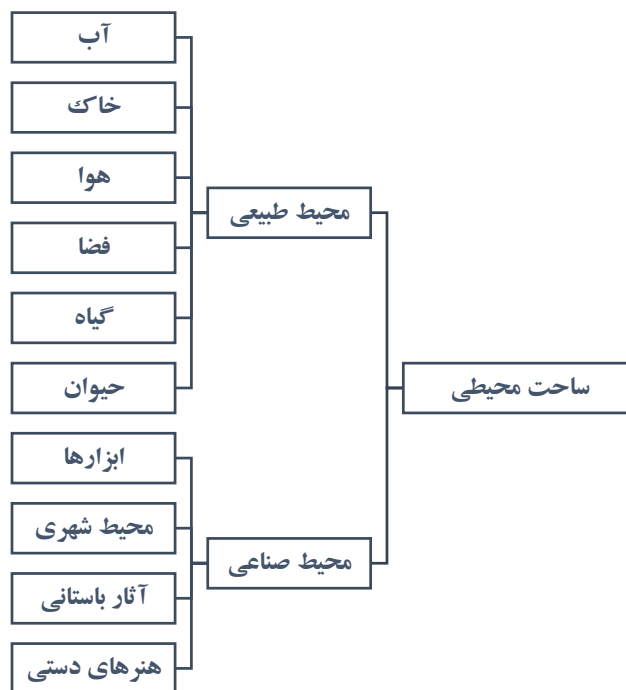 ساحت محیطی
محیط طبیعی
آب
خاک
هوا
فضا
گیاه
حیوان
محیط صناعی
ابزارها
محیط شهری
آثار باستانی
هنرهای دستی